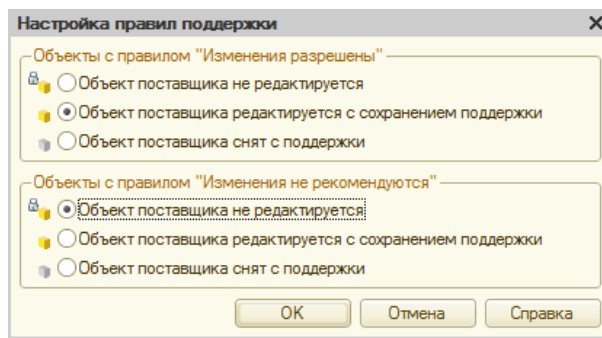 Настройка правил поддержки
Объекты с правилом "Изменения разрешены"
Объект поставщика не редактируется
Объект поставщика редактируется с сохранением поддержки
Объект поставщика снят с поддержки
Объекты с правилом "Изменения не рекомендуются"
Объект поставщика не редактируется
Объект поставщика редактируется с сохранением поддержки
Объект поставщика снят с поддержки
OK Отмена Справка